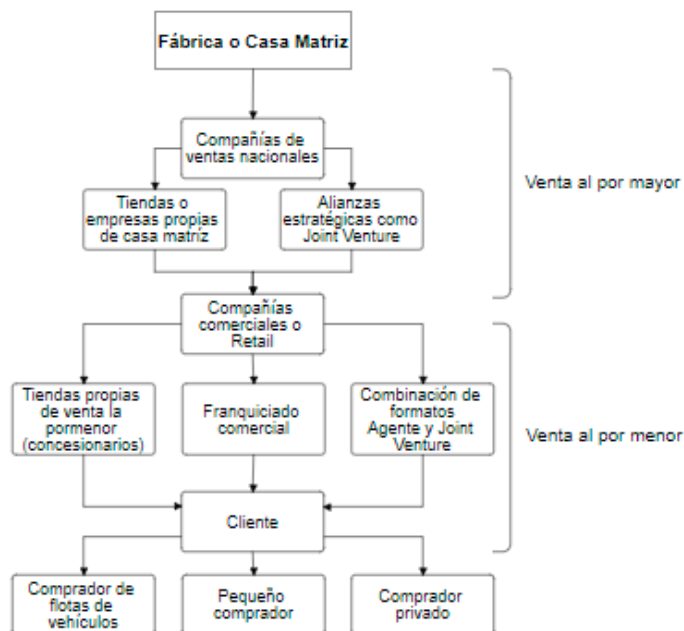 Fábrica o Casa Matriz
Compañías de
ventas nacionales
Venta al por mayor
Tiendas o
empresas propias
de casa matríz
Alianzas
estratégicas como
Joint Venture
Compañías
comerciales o
Retail
Tiendas propias
de venta la
pormenor
(concesionarios)
Franquiciado
comercial
Combinación de
formatos
Agente y Joint
Venture
Venta al por menor
Cliente
Comprador de
flotas de
vehículos
Pequeño
comprador
Comprador
privado